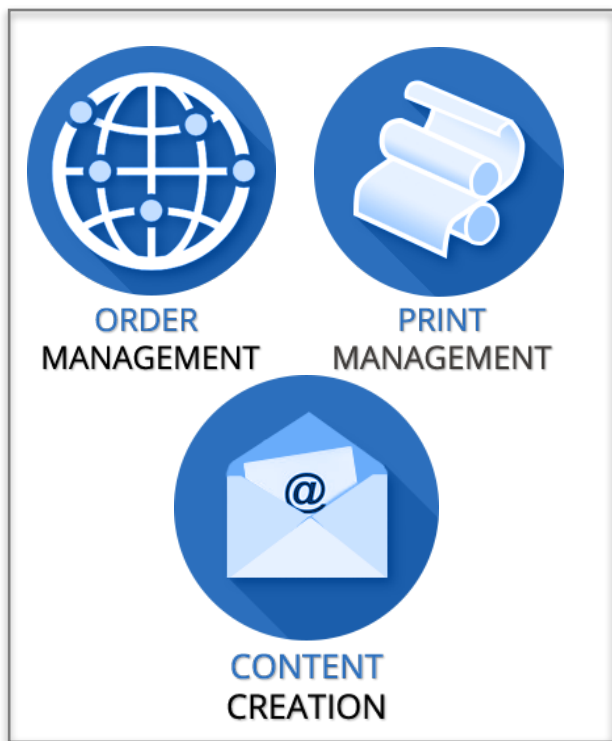 ORDER
MANAGEMENT
PRINT
MANAGEMENT
@
CONTENT
CREATION